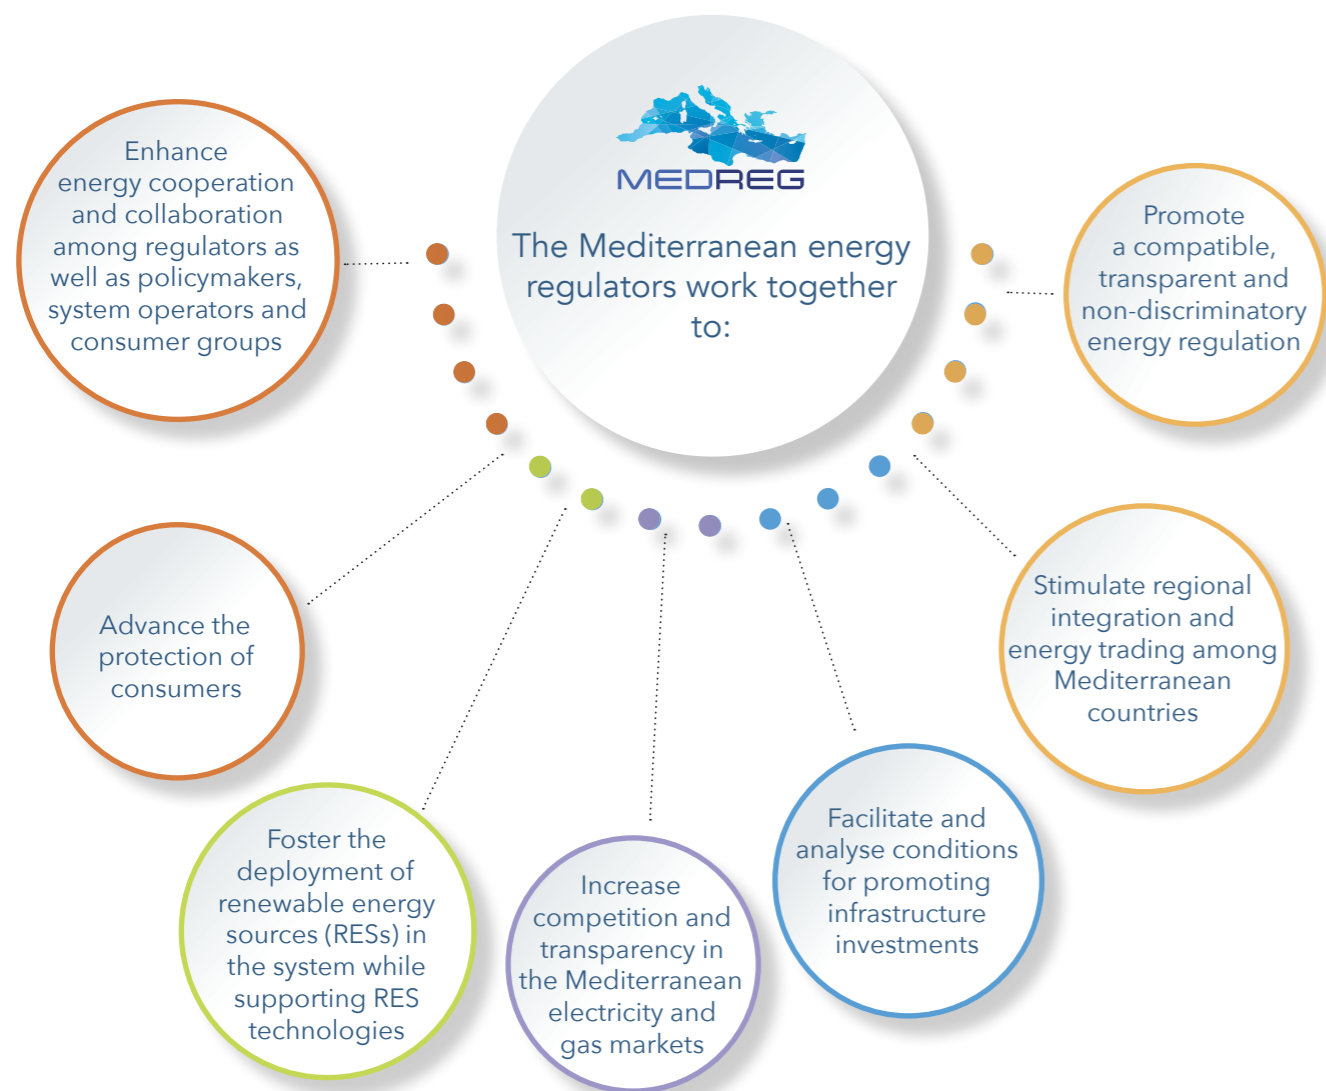 MEDREG
The Mediterranean energy
regulators work together
to:
Enhance
energy cooperation
and collaboration
among regulators as
well as policymakers,
system operators and
consumer groups
Advance the
protection of
consumers
Foster the
deployment of
renewable energy
sources (RESs) in
the system while
supporting RES
technologies
Increase
competition and
transparency in
the Mediterranean
electricity and
gas markets
Facilitate and
analyse conditions
for promoting
infrastructure
investments
Stimulate regional
integration and
energy trading among
Mediterranean
countries
Promote
a compatible,
transparent and
non-discriminatory
energy regulation